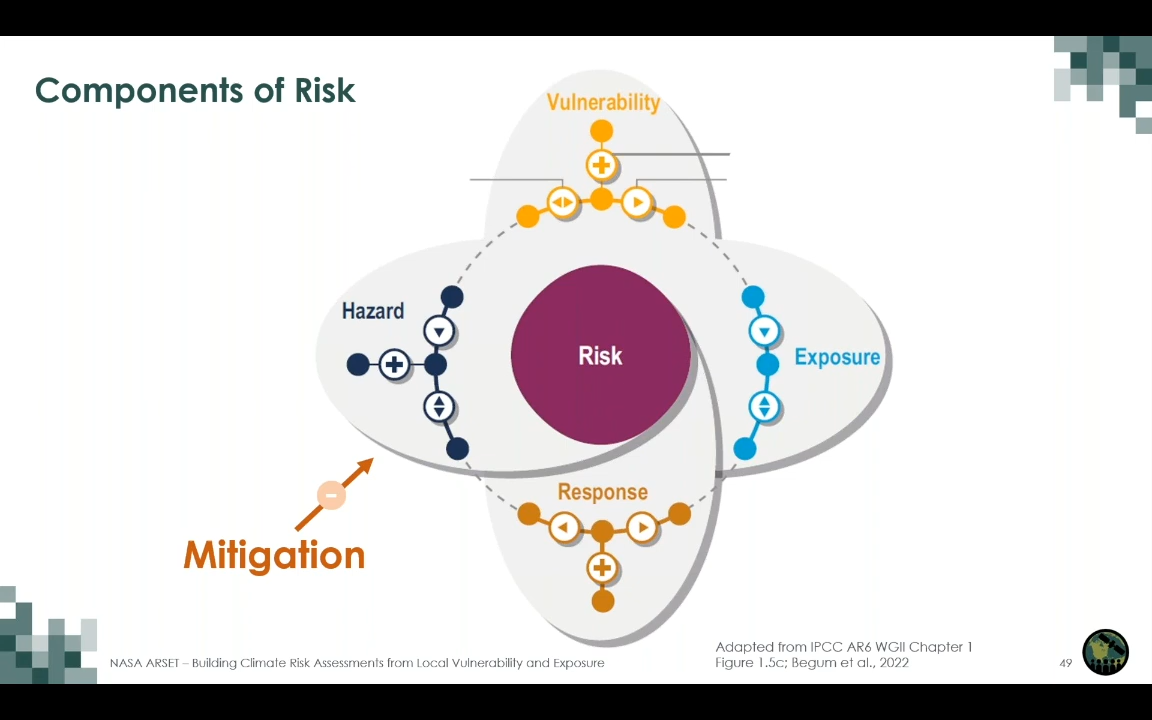 Components of Risk
Vulnerability
Hazard
Risk
Exposure
Response
Mitigation
Adapted from IPCC AR6 WGII Chapter 1
Figure 1.5c; Begum et al., 2022
NASA ARSET – Building Climate Risk Assessments from Local Vulnerability and Exposure
49